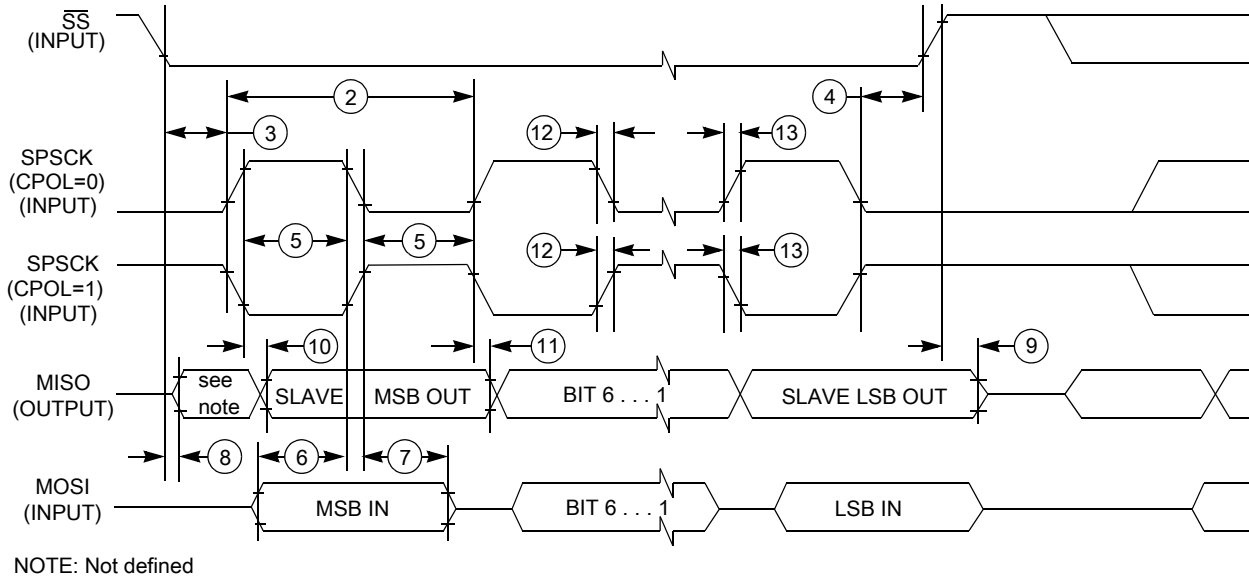 SS
(INPUT)
2
4
3
12
13
SPSCK
(CPOL=0)
(INPUT)
5
5
12
13
SPSCK
(CPOL=1)
(INPUT)
10
11
9
MISO
(OUTPUT)
see
note
SLAVE
MSB OUT
BIT 6 . . . 1
SLAVE LSB OUT
8
6
7
MOSI
(INPUT)
MSB IN
BIT 6 . . . 1
LSB IN
NOTE: Not defined